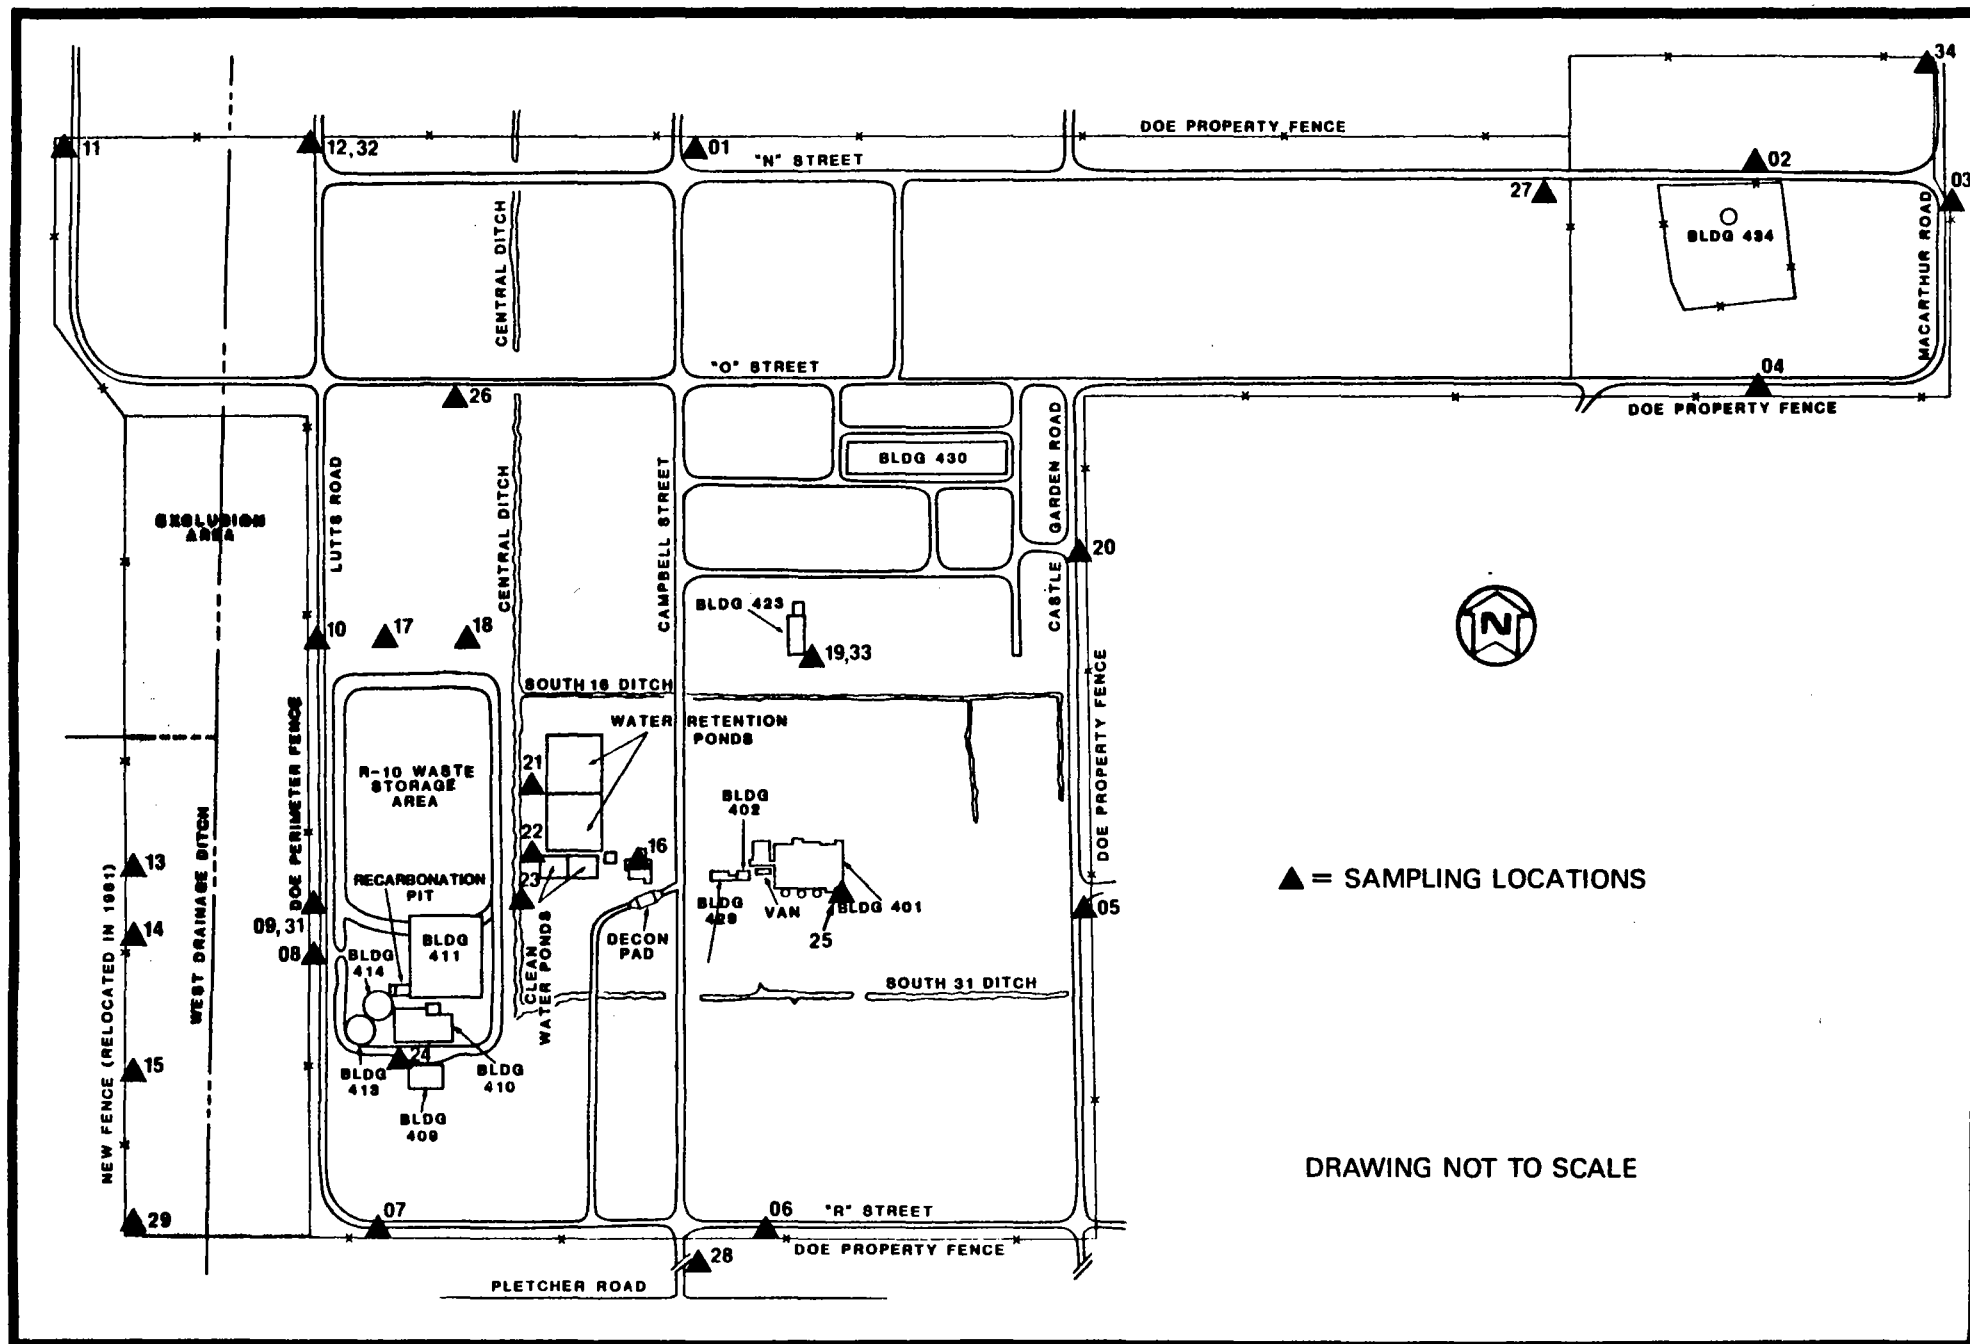 34
DOE PROPERTY FENCE
11
12,32
01
"N" STREET
02
27
03
BLDG 434
CENTRAL DITCH
MACARTHUR ROAD
"O" STREET
26
04
DOE PROPERTY FENCE
BLDG 430
LUTTS ROAD
CENTRAL DITCH
CAMPBELL STREET
CASTLE GARDEN ROAD
EXCLUSION
AREA
20
BLDG 423
N
10
17
18
19,33
SOUTH 16 DITCH
DOE PROPERTY FENCE
WATER RETENTION
PONDS
R-10 WASTE
STORAGE
AREA
21
BLDG
402
DOE PERIMETER FENCE
WEST DRAINAGE DITCH
NEW FENCE (RELOCATED IN 1981)
22
16
13
RECARBONATION
PIT
23
= SAMPLING LOCATIONS
BLDG
VAN
BLDG 401
05
09,31
14
08
BLDG
414
BLDG
411
CLEAN
WATER PONDS
DECON
PAD
25
SOUTH 31 DITCH
15
24
BLDG
413
BLDG
410
BLDG
409
DRAWING NOT TO SCALE
29
07
06
"R" STREET
DOE PROPERTY FENCE
28
PLETCHER ROAD